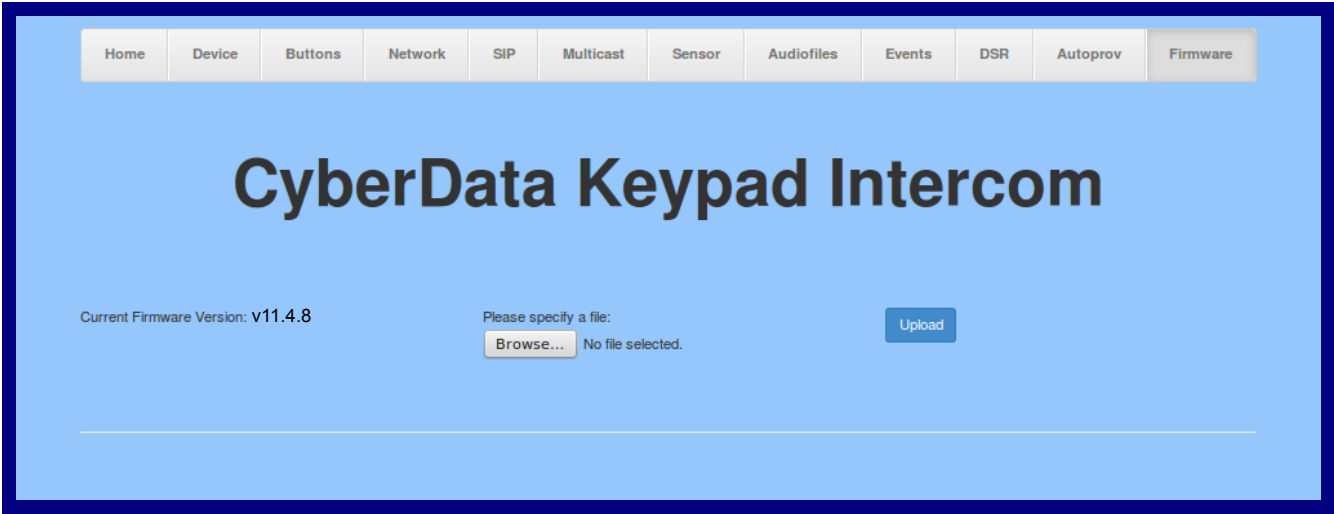 Home Device Buttons Network SIP Multicast Sensor Audiofiles Events DSR Autoprov Firmware
CyberData Keypad Intercom
Current Firmware Version: v11.4.8 Please specify a file: Upload
Browse... No file selected.